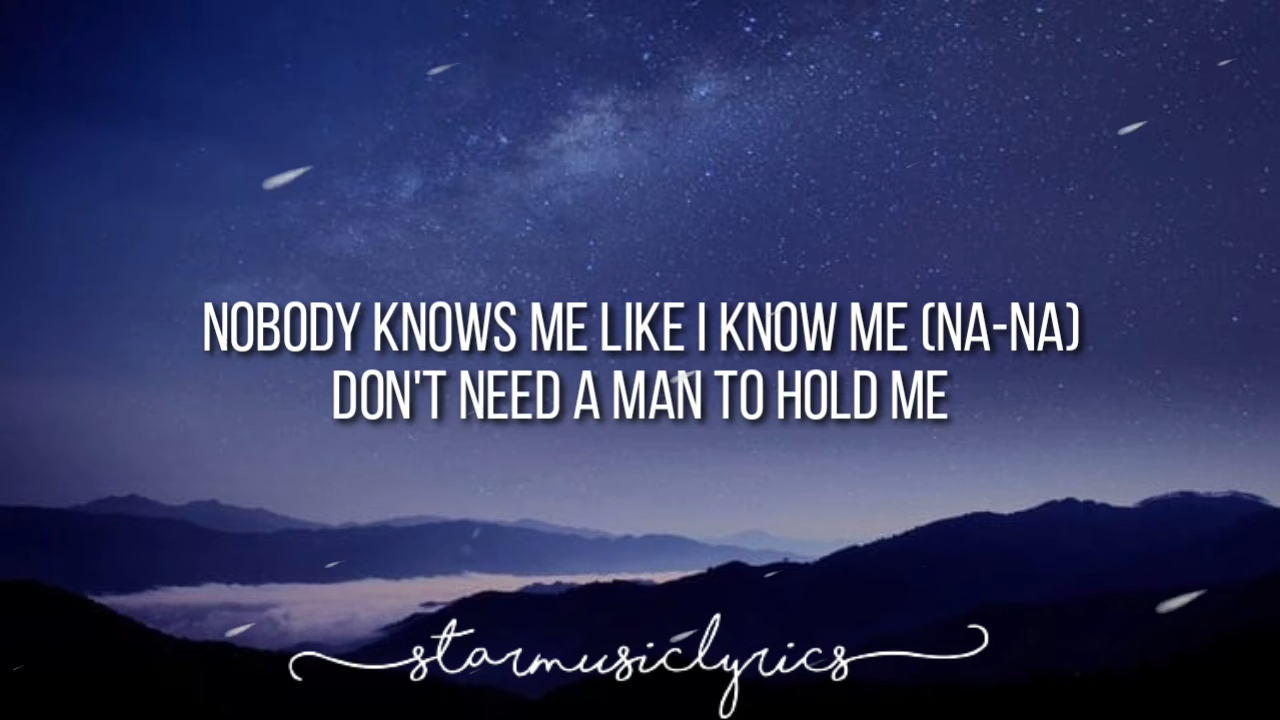 NOBODY KNOWS ME LIKE I KNOW ME (NA-NA)
DON'T NEED A MAN TO HOLD ME
starmusiclyrics